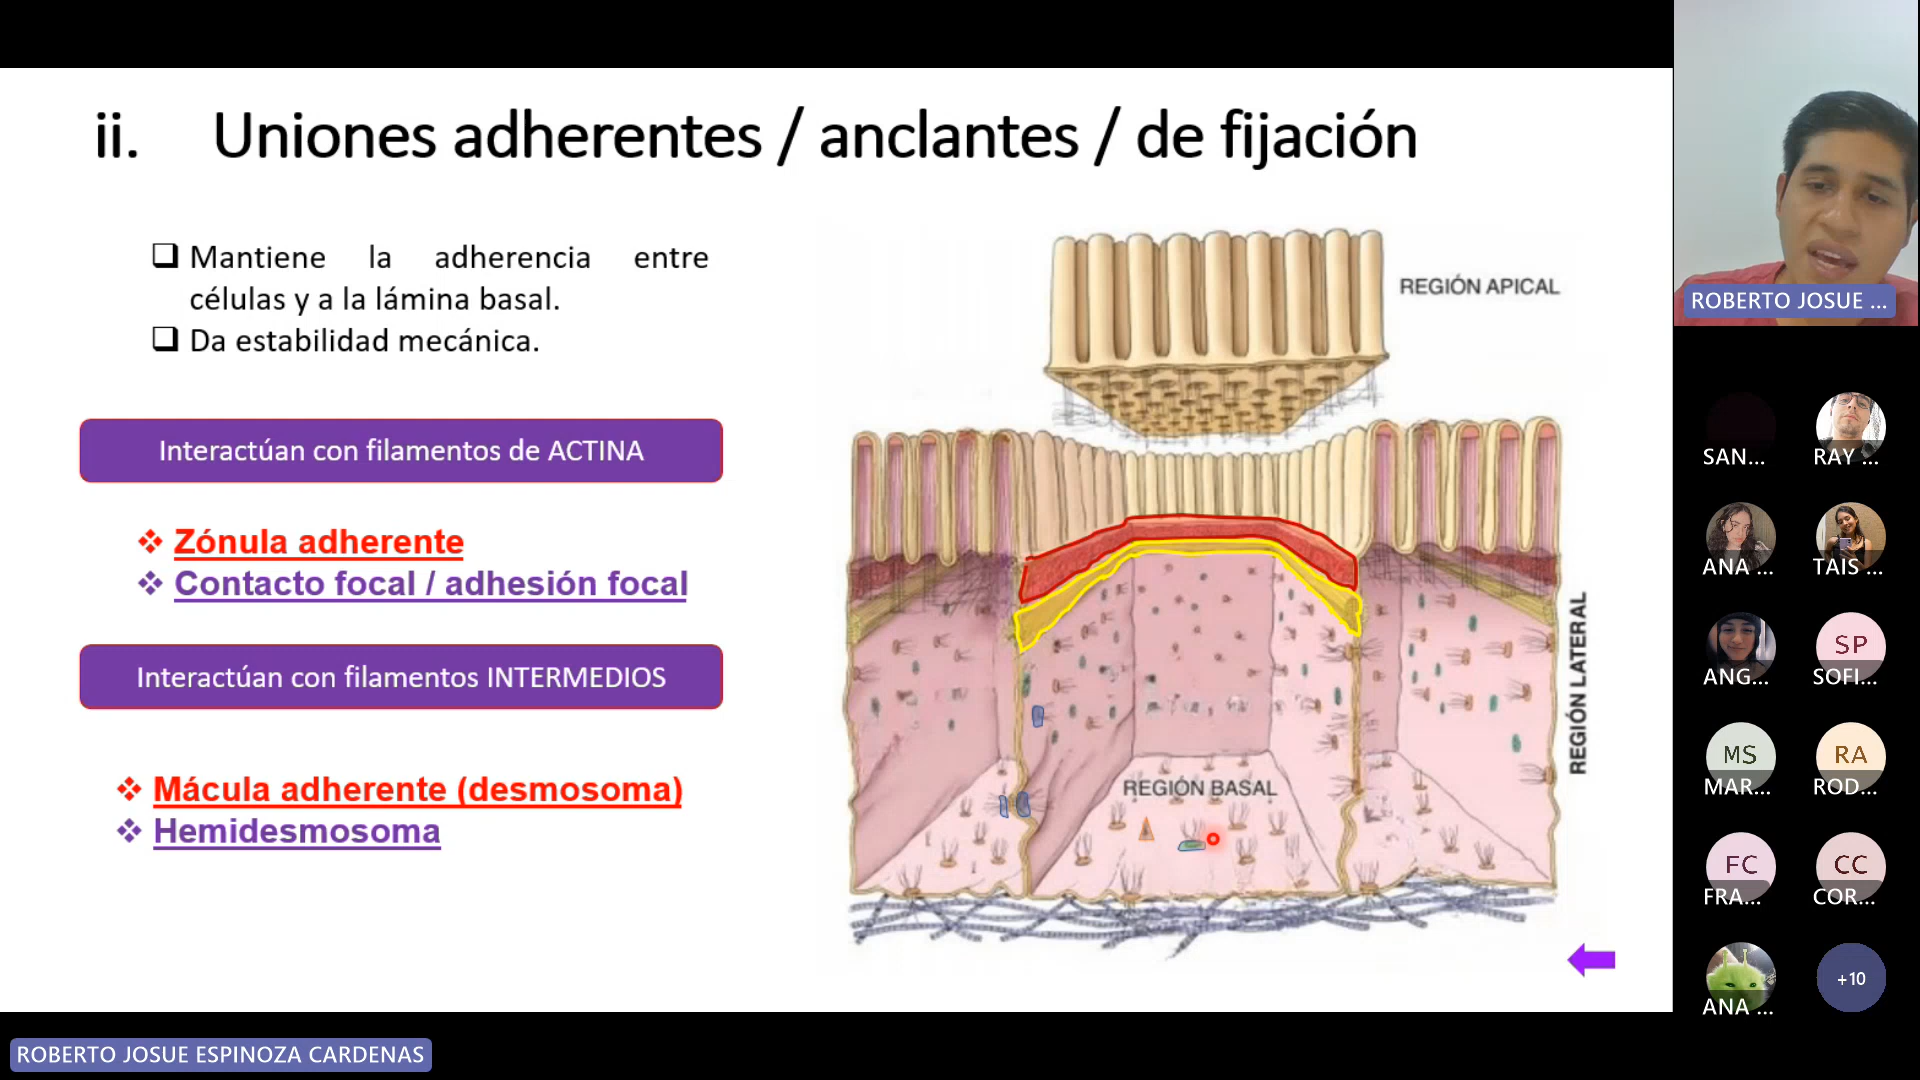 ii. Uniones adherentes / anclantes / de fijación
Mantiene la adherencia entre
células y a la lámina basal.
Da estabilidad mecánica.
Interactúan con filamentos de ACTINA
Zónula adherente
Contacto focal / adhesión focal
Interactúan con filamentos INTERMEDIOS
Mácula adherente (desmosoma)
Hemidesmosoma
REGIÓN APICAL
REGIÓN LATERAL
REGIÓN BASAL
ROBERTO JOSUE ...
SAN...
RAY ...
ANA ...
TAIS ...
ANG...
SP
SOFI...
MS
MAR...
RA
ROD...
FC
FRA...
CC
COR...
ANA ...
+10
ROBERTO JOSUE ESPINOZA CARDENAS